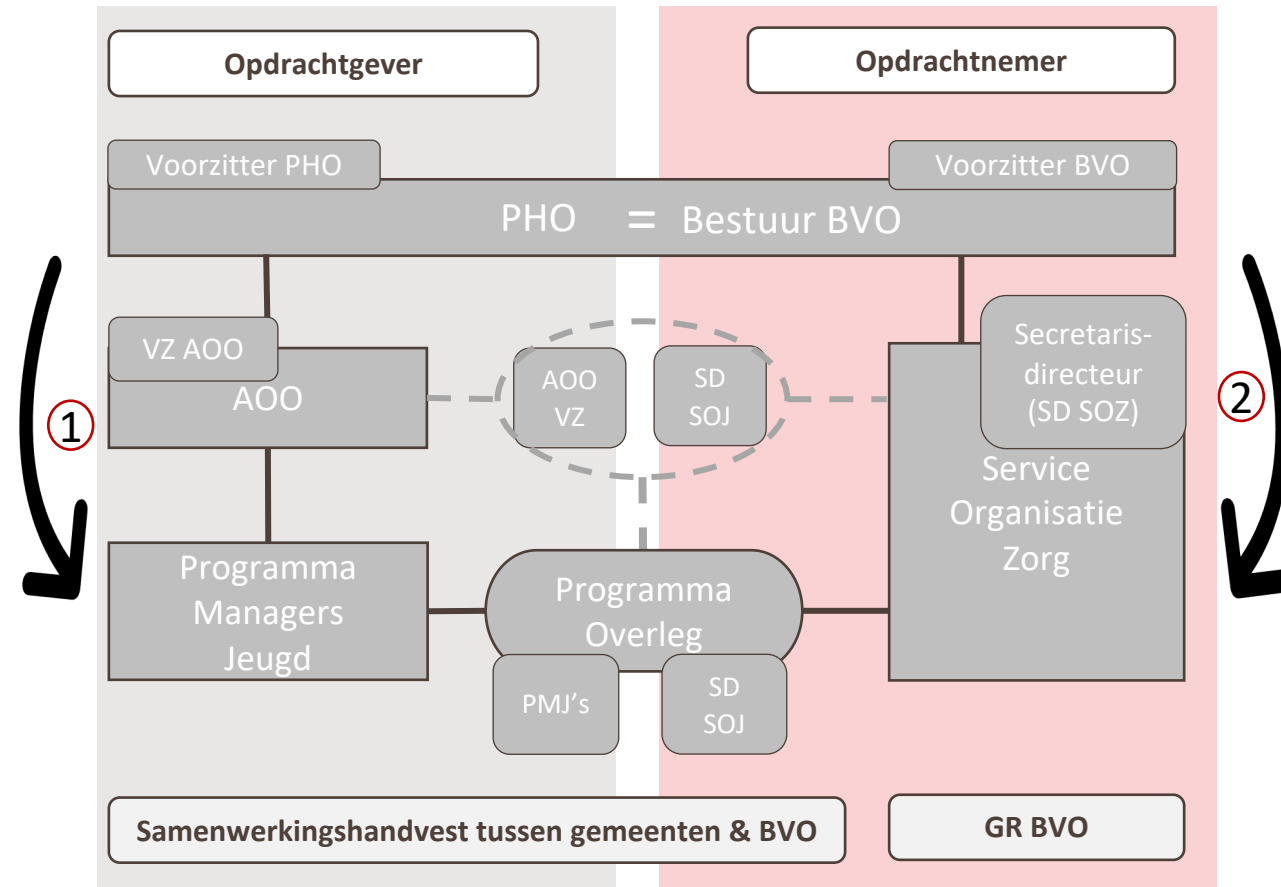 Opdrachtgever
Opdrachtnemer
Voorzitter PHO
Voorzitter BVO
PHO = Bestuur BVO
VZ AOO
AOO
AOO
VZ
SD
SOJ
Secretaris-
directeur
(SD SOZ)
Service
Organisatie
Zorg
1
2
Programma
Managers
Jeugd
Programma
Overleg
PMJ's
SD
SOJ
Samenwerkingshandvest tussen gemeenten & BVO
GR BVO